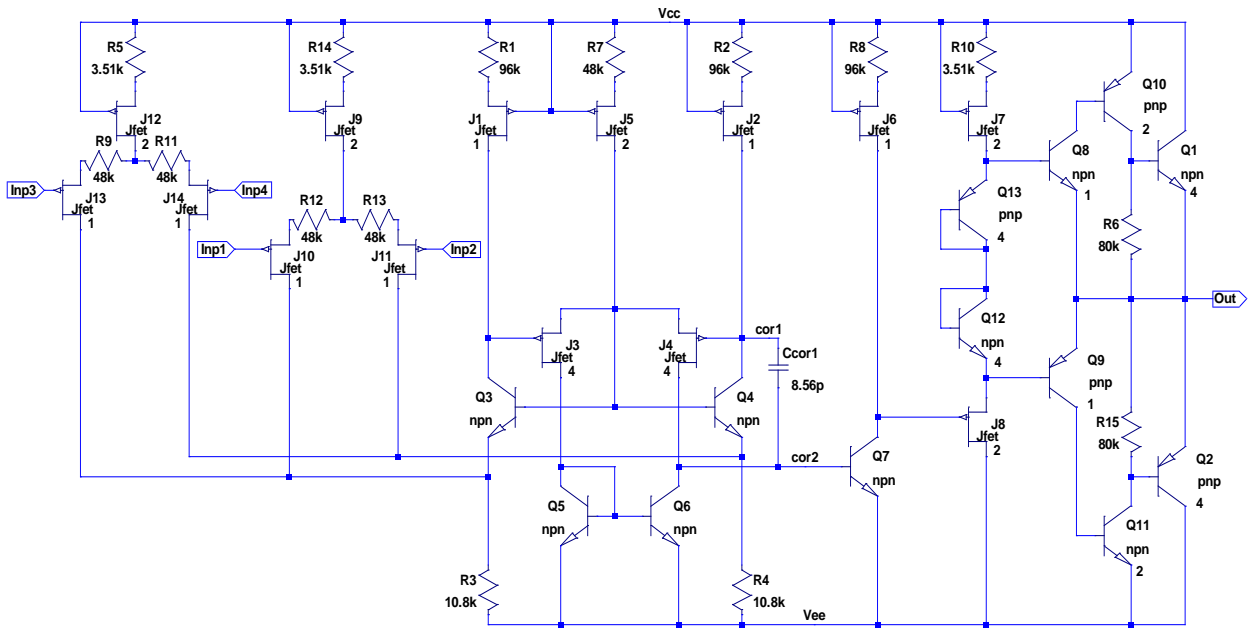 Vcc
R5
3.51k
R14
3.51k
R1
96k
R7
48k
R2
96k
R8
96k
R10
3.51k
Q10
pnp
2
J12
Jfet
2
J9
Jfet
2
J1
Jfet
1
J5
Jfet
2
J2
Jfet
1
J6
Jfet
1
J7
Jfet
2
Q8
npn
1
Q1
npn
4
R9
48k
R11
48k
Inp3
J13
Jfet
1
J14
Jfet
1
Inp4
Q13
pnp
4
R12
48k
R13
48k
R6
80k
Inp1
J10
Jfet
1
J11
Jfet
1
Inp2
Out
Q12
npn
4
J3
Jfet
4
J4
Jfet
4
cor1
Ccor1
8.56p
Q9
pnp
1
Q3
npn
Q4
npn
J8
Jfet
2
R15
80k
cor2
Q7
npn
Q2
pnp
4
Q5
npn
Q6
npn
Q11
npn
2
R3
10.8k
R4
10.8k
Vee